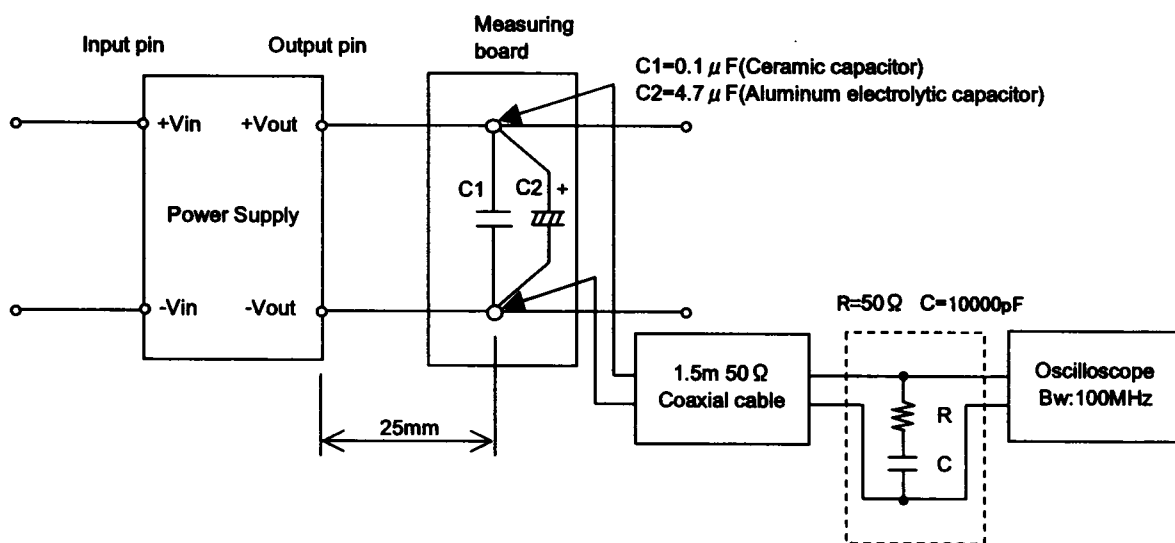 Input pin
Output pin
Measuring
board
C1=0.1 μF(Ceramic capacitor)
C2=4.7 μF(Aluminum electrolytic capacitor)
+Vin
+Vout
Power Supply
C1
C2
+
-Vin
-Vout
25mm
1.5m 50Ω
Coaxial cable
R=50Ω C=10000pF
R
C
Oscilloscope
Bw:100MHz